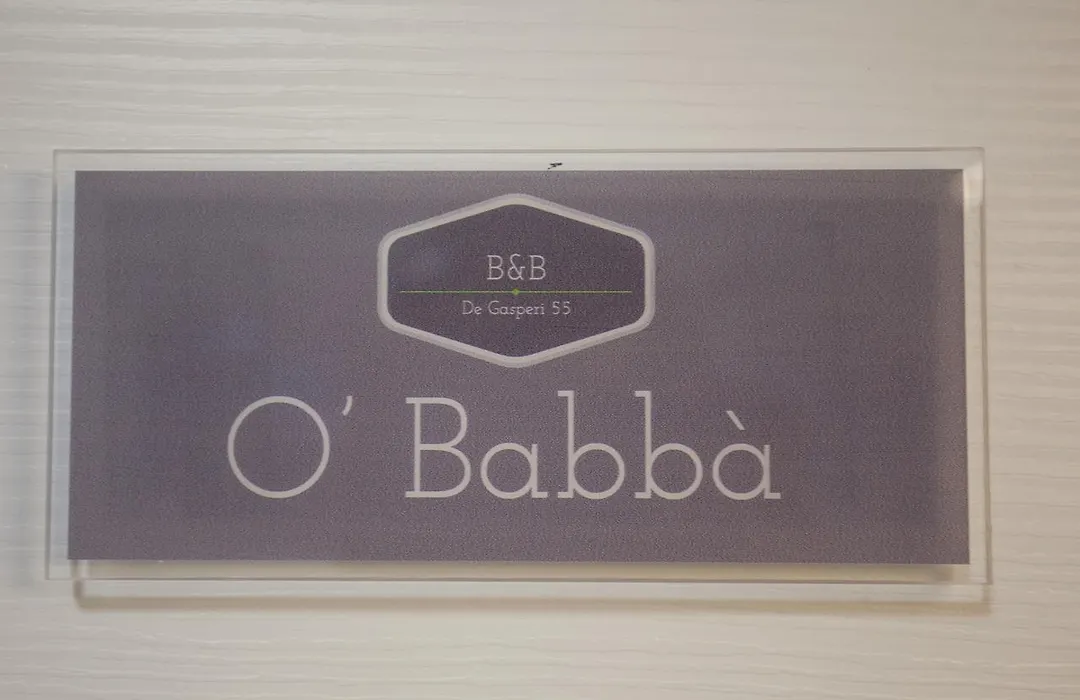 B&B
De Gasperi 55
O’ Babbà